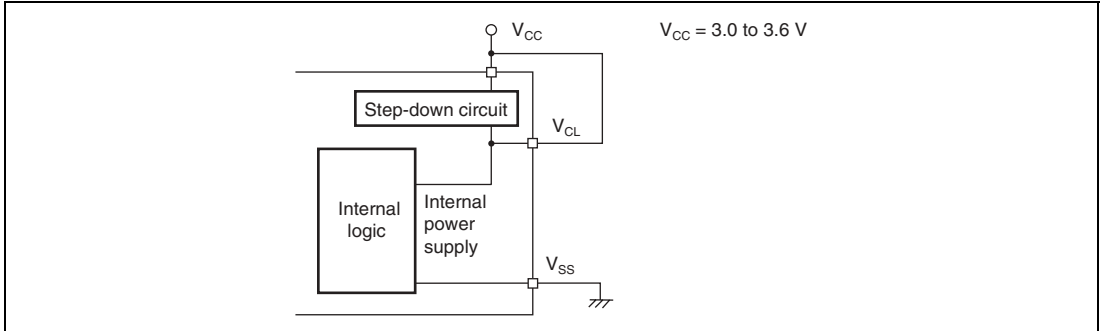 V_CC
V_CC = 3.0 to 3.6 V
Step-down circuit
V_CL
Internal
logic
Internal
power
supply
V_SS